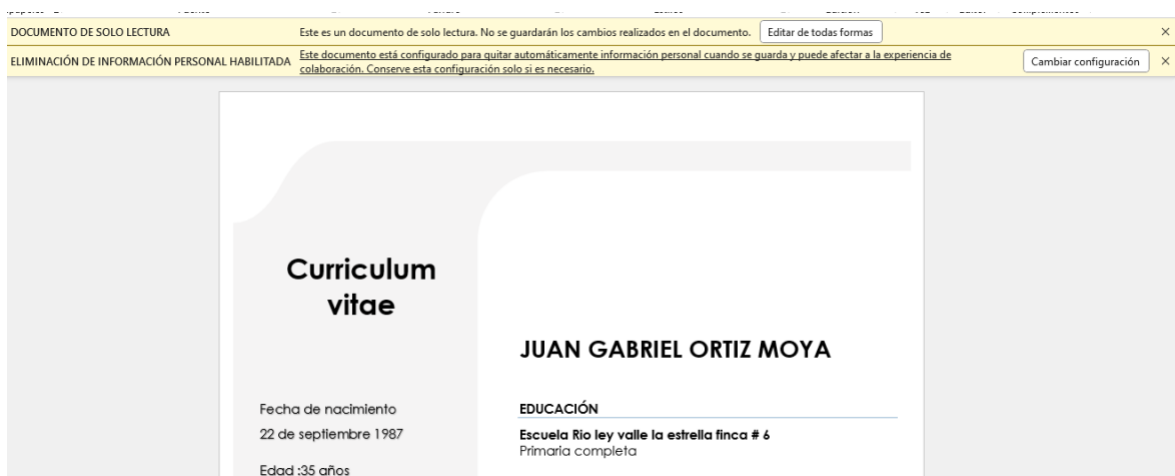 DOCUMENTO DE SOLO LECTURA
Este es un documento de solo lectura. No se guardarán los cambios realizados en el documento.
Editar de todas formas
ELIMINACIÓN DE INFORMACIÓN PERSONAL HABILITADA
Este documento está configurado para quitar automáticamente información personal cuando se guarda y puede afectar a la experiencia de
colaboración. Conserve esta configuración solo si es necesario.
Cambiar configuración
Curriculum
vitae
JUAN GABRIEL ORTIZ MOYA
Fecha de nacimiento
22 de septiembre 1987
Edad :35 años
EDUCACIÓN
Escuela Rio ley valle la estrella finca # 6
Primaria completa